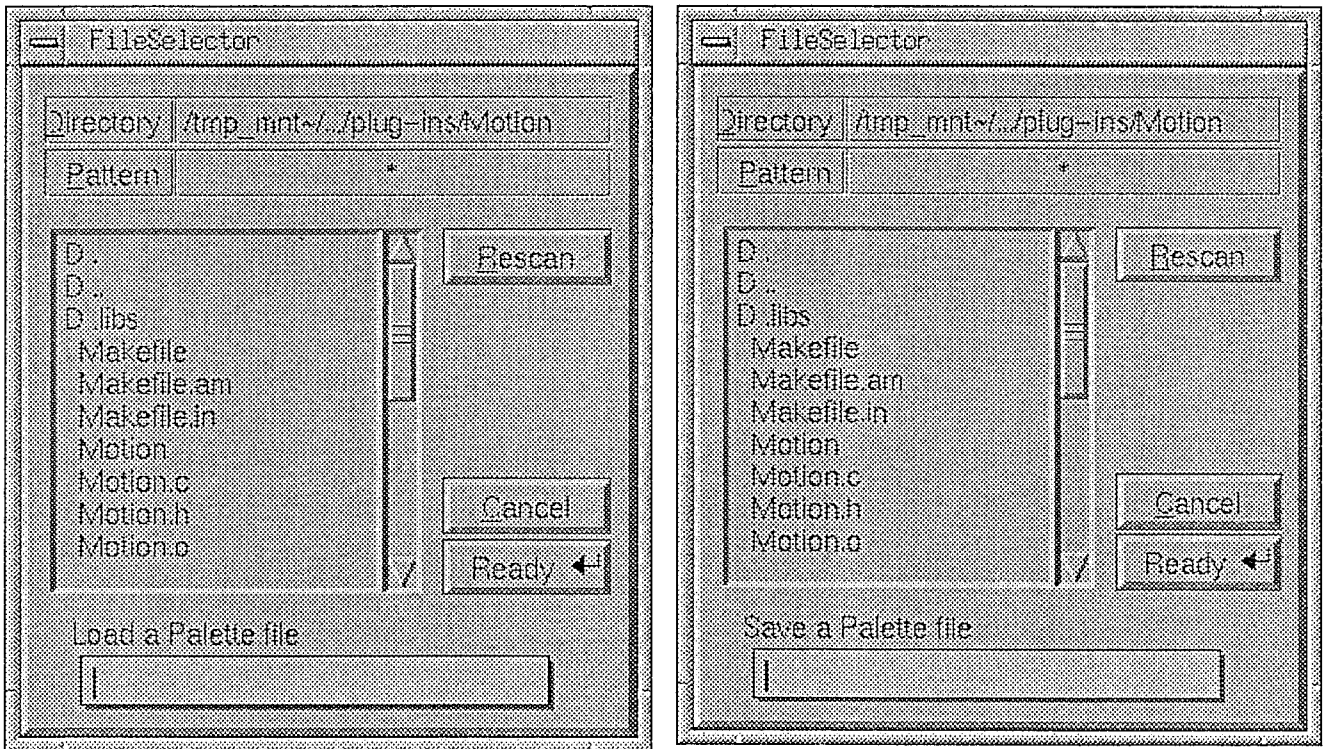 FileSelector
Directory /tmp_mnt~/.../plug-ins/Motion
Pattern *
D .
D ..
D .libs
Makefile
Makefile.am
Makefile.in
Motion
Motion.c
Motion.h
Motion.o
Rescan
Cancel
Ready
Load a Palette file
FileSelector
Directory /tmp_mnt~/.../plug-ins/Motion
Pattern *
D .
D ..
D .libs
Makefile
Makefile.am
Makefile.in
Motion
Motion.c
Motion.h
Motion.o
Rescan
Cancel
Ready
Save a Palette file